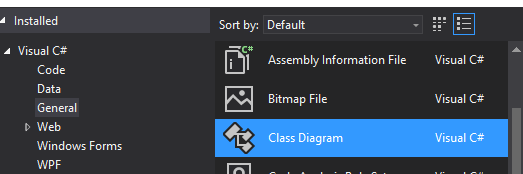 Installed
Sort by: Default
Visual C#
Code
Data
General
Web
Windows Forms
WPF
C#
Assembly Information File Visual C#
Bitmap File Visual C#
Class Diagram Visual C#